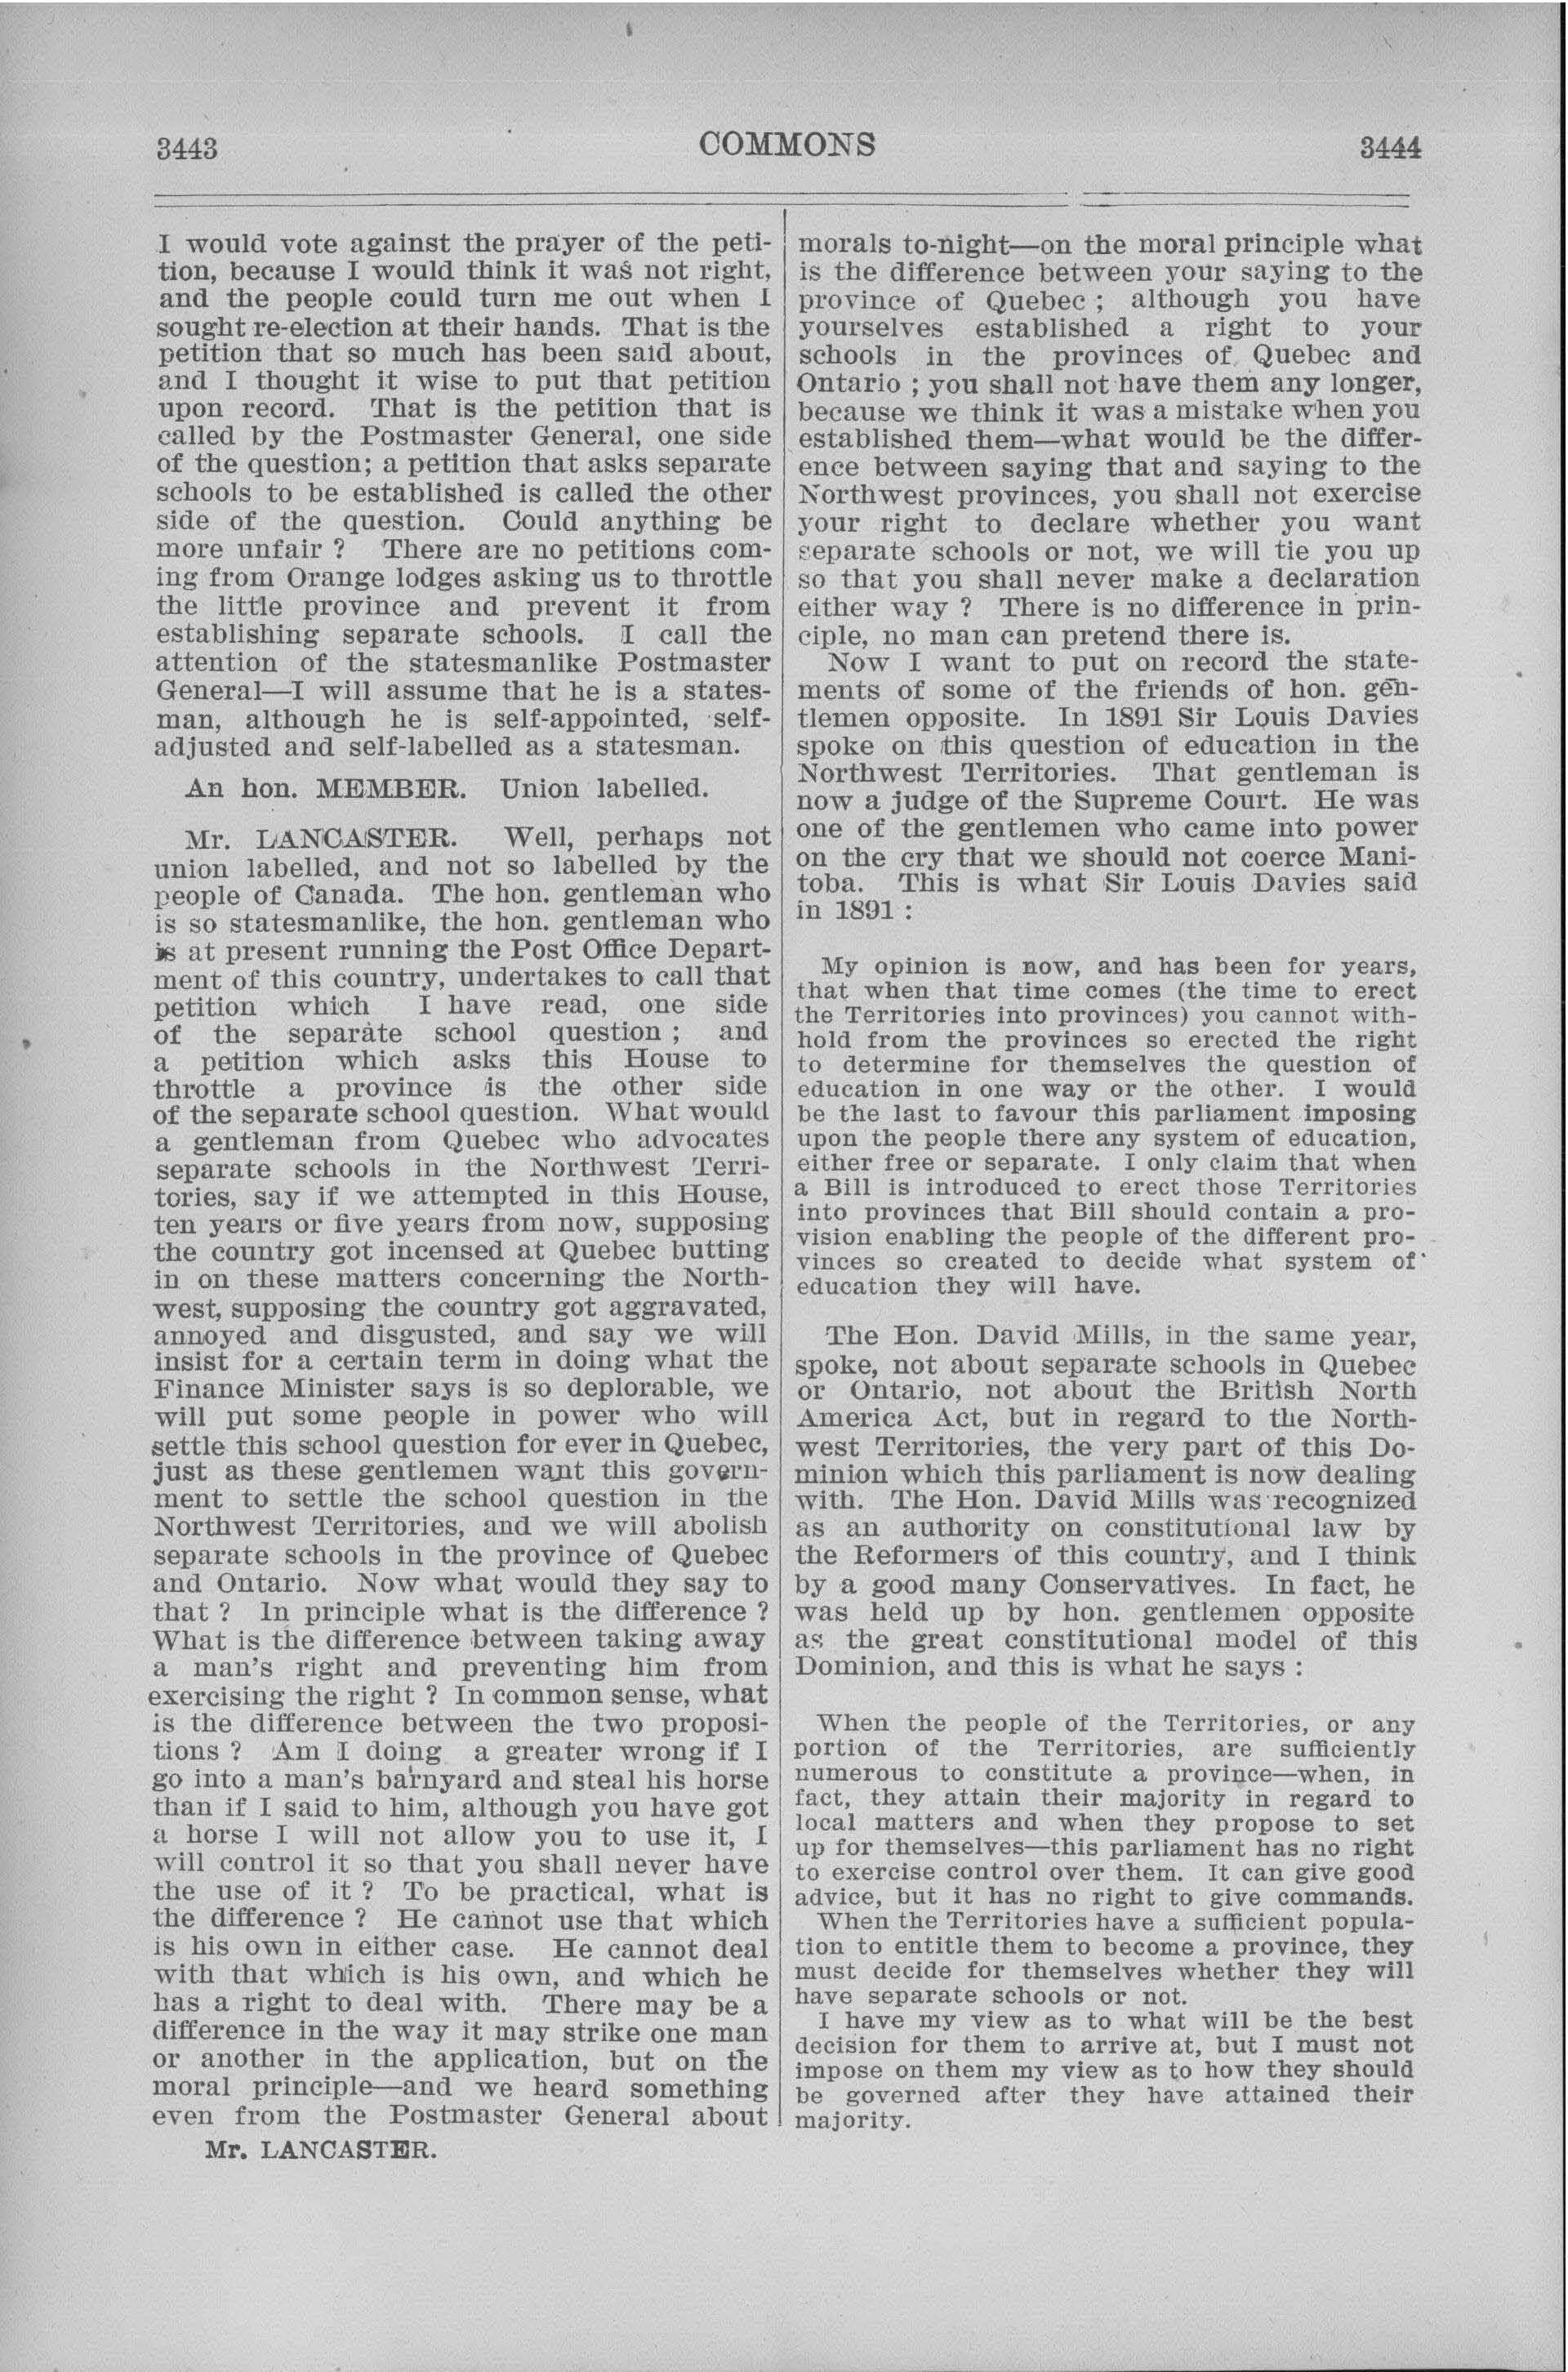 3443
COMMONS
3444
I would vote against the prayer of the peti-
tion, because I would think it was not right,
and the people could turn me out when I
sought re-election at their hands. That is the
petition that so much has been said about,
and I thought it wise to put that petition
upon record. That is the petition that is
called by the Postmaster General, one side
of the question; a petition that asks separate
schools to be established is called the other
side of the question. Could anything be
more unfair ? There are no petitions com-
ing from Orange lodges asking us to throttle
the little province and prevent it from
establishing separate schools. I call the
attention of the statesmanlike Postmaster
General—I will assume that he is a states-
man, although he is self-appointed, self-
adjusted and self-labelled as a statesman.
An hon. MEMBER. Union labelled.
Mr. LANCASTER. Well, perhaps not
union labelled, and not so labelled by the
people of Canada. The hon. gentleman who
is so statesmanlike, the hon. gentleman who
is at present running the Post Office Depart-
ment of this country, undertakes to call that
petition which I have read, one side
of the separate school question ; and
a petition which asks this House to
throttle a province is the other side
of the separate school question. What would
a gentleman from Quebec who advocates
separate schools in the Northwest Terri-
tories, say if we attempted in this House,
ten years or five years from now, supposing
the country got incensed at Quebec butting
in on these matters concerning the North-
west, supposing the country got aggravated,
annoyed and disgusted, and say we will
insist for a certain term in doing what the
Finance Minister says is so deplorable, we
will put some people in power who will
settle this school question for ever in Quebec,
just as these gentlemen want this govern-
ment to settle the school question in the
Northwest Territories, and we will abolish
separate schools in the province of Quebec
and Ontario. Now what would they say to
that ? In principle what is the difference ?
What is the difference between taking away
a man's right and preventing him from
exercising the right ? In common sense, what
is the difference between the two proposi-
tions ? Am I doing a greater wrong if I
go into a man's barnyard and steal his horse
than if I said to him, although you have got
a horse I will not allow you to use it, I
will control it so that you shall never have
the use of it ? To be practical, what is
the difference ? He cannot use that which
is his own in either case. He cannot deal
with that which is his own, and which he
has a right to deal with. There may be a
difference in the way it may strike one man
or another in the application, but on the
moral principle—and we heard something
even from the Postmaster General about
Mr. LANCASTER.
morals to-night—on the moral principle what
is the difference between your saying to the
province of Quebec ; although you have
yourselves established a right to your
schools in the provinces of Quebec and
Ontario ; you shall not have them any longer,
because we think it was a mistake when you
established them—what would be the differ-
ence between saying that and saying to the
Northwest provinces, you shall not exercise
your right to declare whether you want
separate schools or not, we will tie you up
so that you shall never make a declaration
either way ? There is no difference in prin-
ciple, no man can pretend there is.
Now I want to put on record the state-
ments of some of the friends of hon. gen-
tlemen opposite. In 1891 Sir Louis Davies
spoke on this question of education in the
Northwest Territories. That gentleman is
now a judge of the Supreme Court. He was
one of the gentlemen who came into power
on the cry that we should not coerce Mani-
toba. This is what Sir Louis Davies said
in 1891 :
My opinion is now, and has been for years,
that when that time comes (the time to erect
the Territories into provinces) you cannot with-
hold from the provinces so erected the right
to determine for themselves the question of
education in one way or the other. I would
be the last to favour this parliament imposing
upon the people there any system of education,
either free or separate. I only claim that when
a Bill is introduced to erect those Territories
into provinces that Bill should contain a pro-
vision enabling the people of the different pro-
vinces so created to decide what system of
education they will have.
The Hon. David Mills, in the same year,
spoke, not about separate schools in Quebec
or Ontario, not about the British North
America Act, but in regard to the North-
west Territories, the very part of this Do-
minion which this parliament is now dealing
with. The Hon. David Mills was recognized
as an authority on constitutional law by
the Reformers of this country, and I think
by a good many Conservatives. In fact, he
was held up by hon. gentlemen opposite
as the great constitutional model of this
Dominion, and this is what he says :
When the people of the Territories, or any
portion of the Territories, are sufficiently
numerous to constitute a province—when, in
fact, they attain their majority in regard to
local matters and when they propose to set
up for themselves—this parliament has no right
to exercise control over them. It can give good
advice, but it has no right to give commands.
When the Territories have a sufficient popula-
tion to entitle them to become a province, they
must decide for themselves whether they will
have separate schools or not.
I have my view as to what will be the best
decision for them to arrive at, but I must not
impose on them my view as to how they should
be governed after they have attained their
majority.